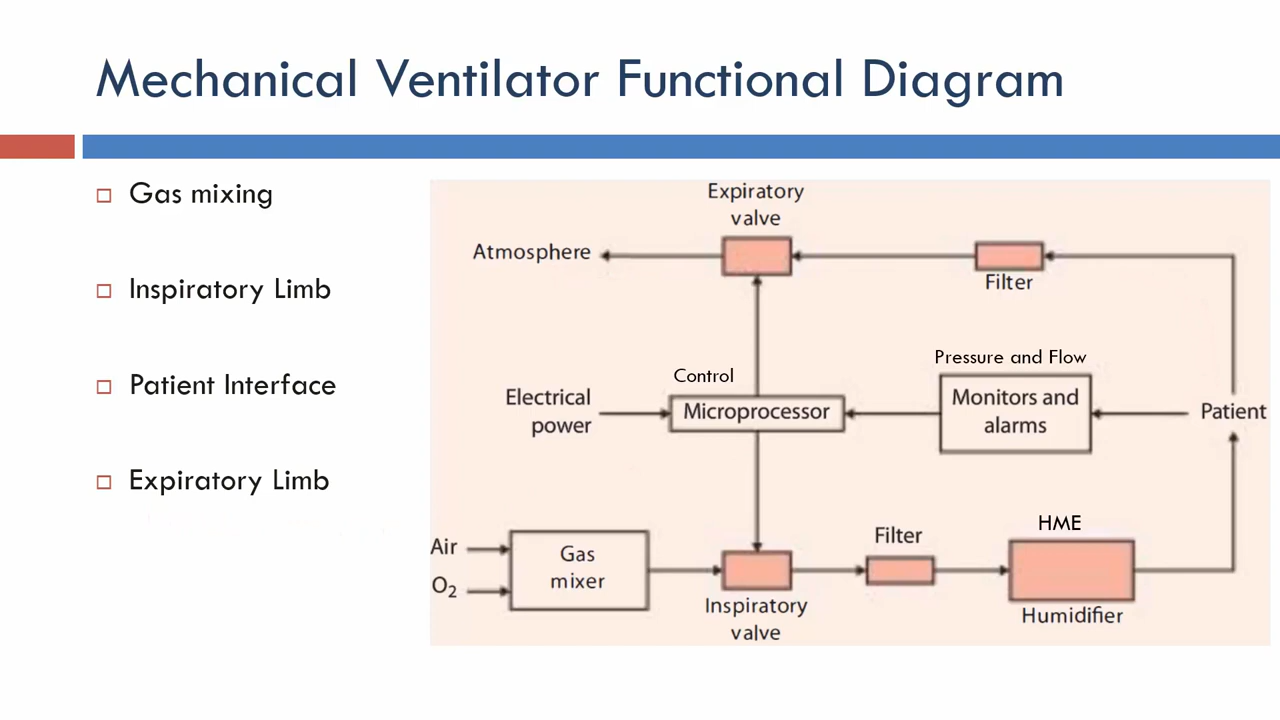 Mechanical Ventilator Functional Diagram
Gas mixing
Inspiratory Limb
Patient Interface
Expiratory Limb
Expiratory
valve
Atmosphere
Filter
Pressure and Flow
Control
Electrical
power
Microprocessor
Monitors and
alarms
Patient
HME
Air
O₂
Gas
mixer
Filter
Inspiratory
valve
Humidifier